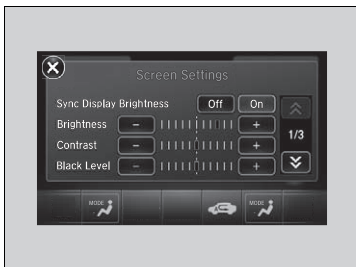 Screen Settings
Sync Display Brightness Off On
Brightness - +
Contrast - +
1/3
Black Level - +
MODE MODE